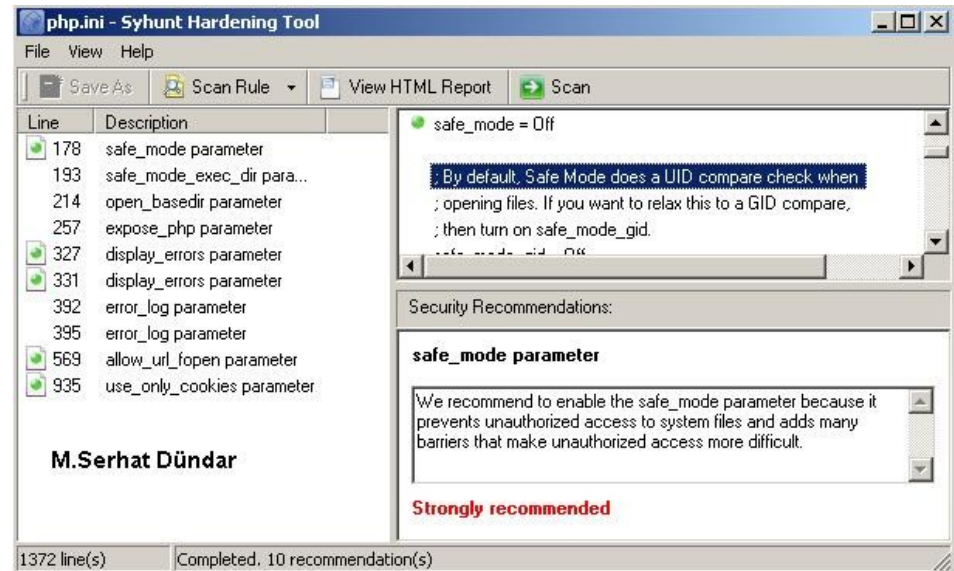 php.ini - Syhunt Hardening Tool
File View Help
Save As Scan Rule View HTML Report Scan
Line Description
178 safe_mode parameter
193 safe_mode_exec_dir para...
214 open_basedir parameter
257 expose_php parameter
327 display_errors parameter
331 display_errors parameter
392 error_log parameter
395 error_log parameter
569 allow_url_fopen parameter
935 use_only_cookies parameter
M.Serhat Dündar
safe_mode = Off
; By default, Safe Mode does a UID compare check when
; opening files. If you want to relax this to a GID compare,
; then turn on safe_mode_gid.
safe_mode_gid = Off
Security Recommendations:
safe_mode parameter
We recommend to enable the safe_mode parameter because it
prevents unauthorized access to system files and adds many
barriers that make unauthorized access more difficult.
Strongly recommended
1372 line(s) Completed. 10 recommendation(s)